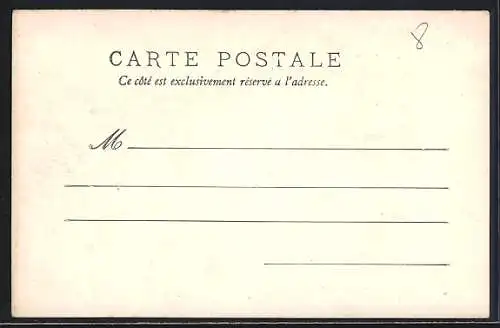 8
CARTE POSTALE
Ce côté est exclusivement réservé a l'adresse.
M